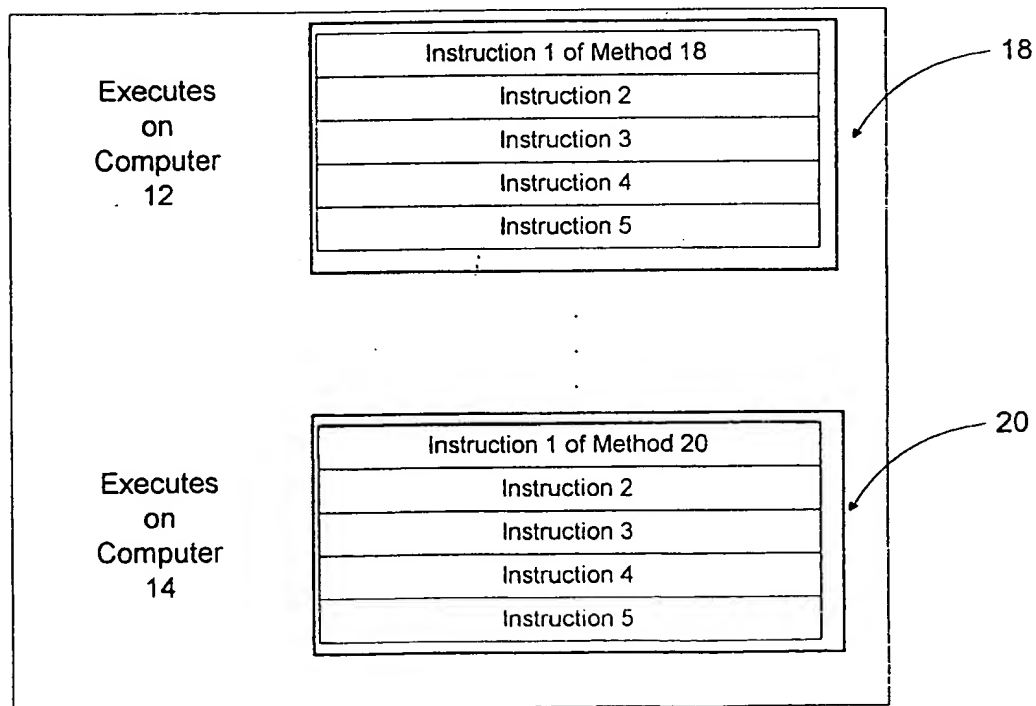 Executes
on
Computer
12
Instruction 1 of Method 18
Instruction 2
Instruction 3
Instruction 4
Instruction 5
18
Executes
on
Computer
14
Instruction 1 of Method 20
Instruction 2
Instruction 3
Instruction 4
Instruction 5
20